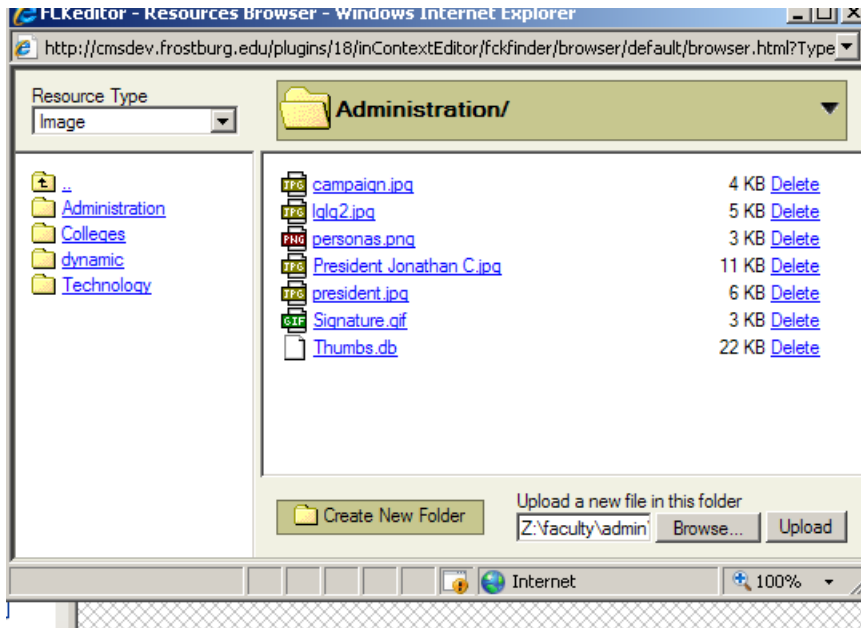 FCKeditor - Resources Browser - Windows Internet Explorer
http://cmsdev.frostburg.edu/plugins/18/inContextEditor/fckfinder/browser/default/browser.html?Type
Resource Type
Image
Administration/
..
Administration
Colleges
dynamic
Technology
JPG campaign.jpg 4 KB Delete
JPG lglg2.jpg 5 KB Delete
PNG personas.png 3 KB Delete
JPG President Jonathan C.jpg 11 KB Delete
JPG president.jpg 6 KB Delete
GIF Signature.gif 3 KB Delete
Thumbs.db 22 KB Delete
Create New Folder
Upload a new file in this folder
Z:\faculty\admin\ Browse... Upload
Internet 100%